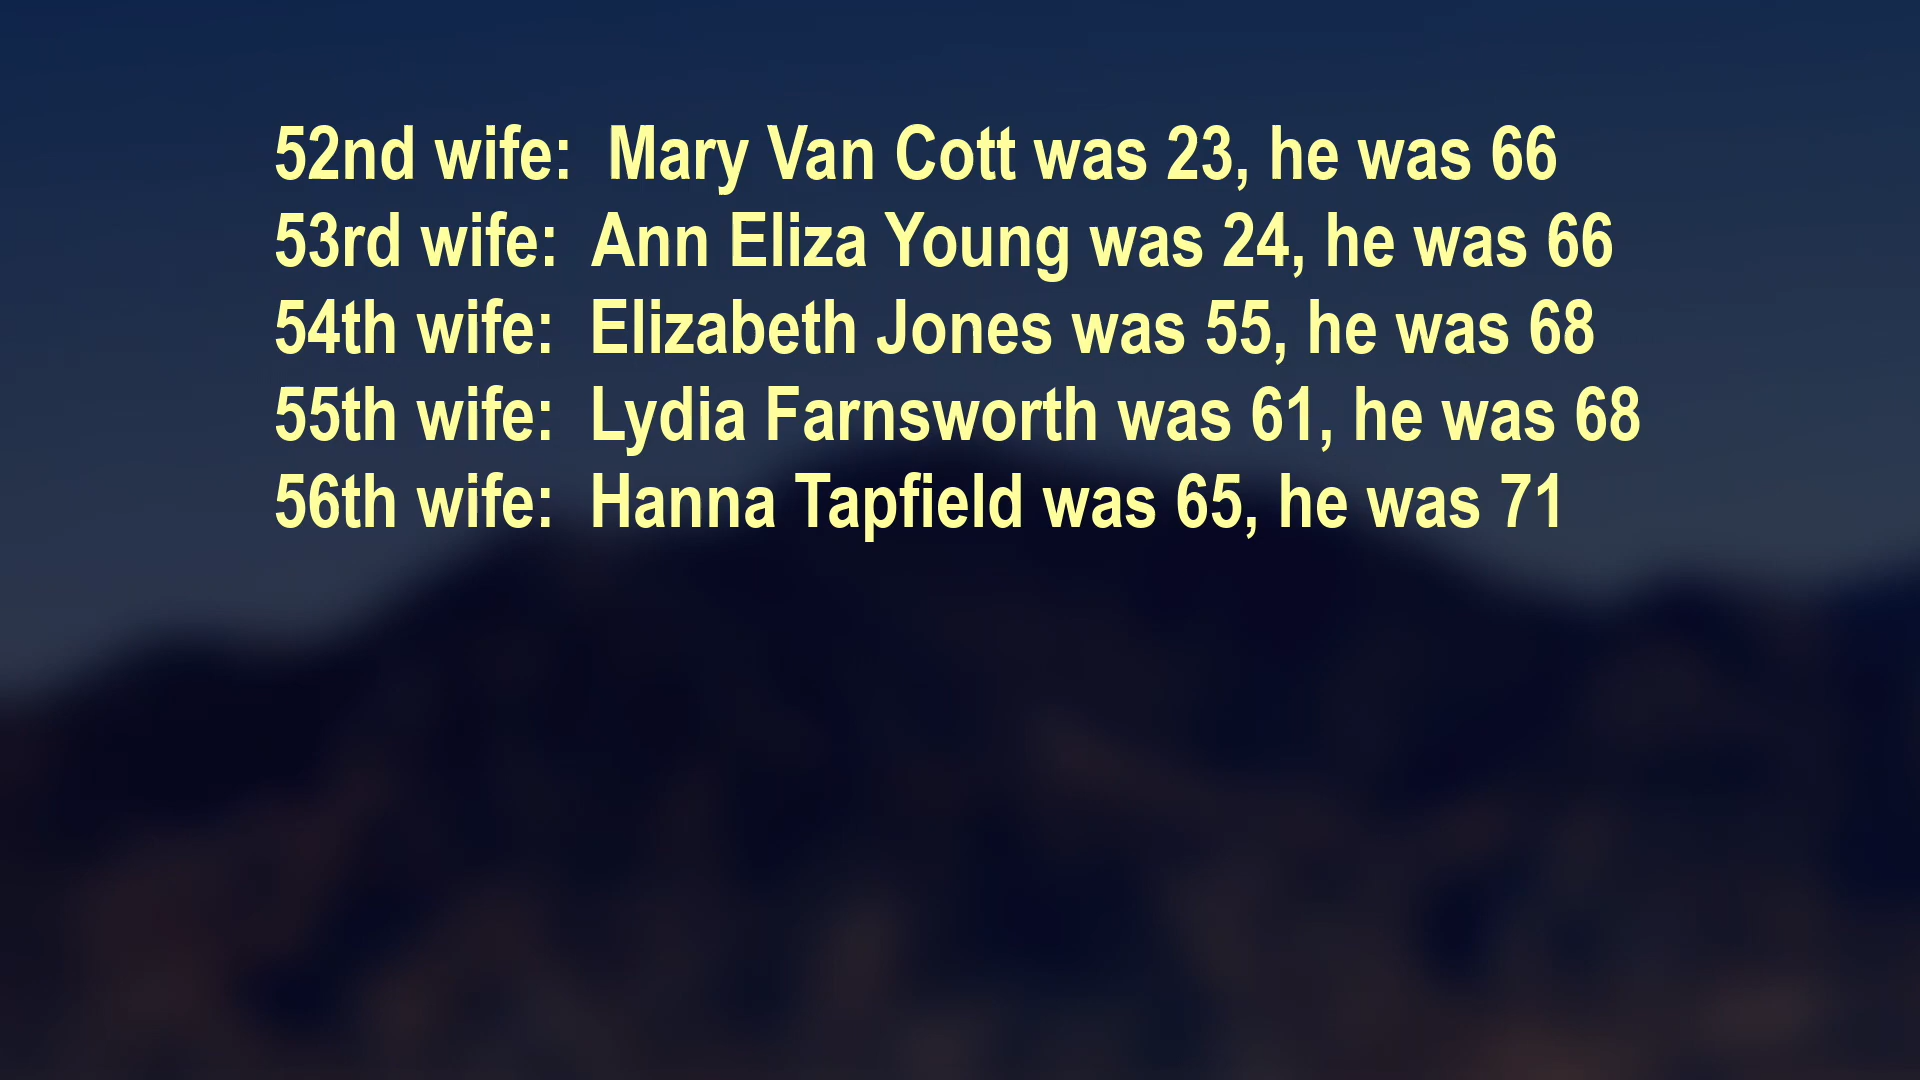 52nd wife:  Mary Van Cott was 23, he was 66
53rd wife:  Ann Eliza Young was 24, he was 66
54th wife:  Elizabeth Jones was 55, he was 68
55th wife:  Lydia Farnsworth was 61, he was 68
56th wife:  Hanna Tapfield was 65, he was 71